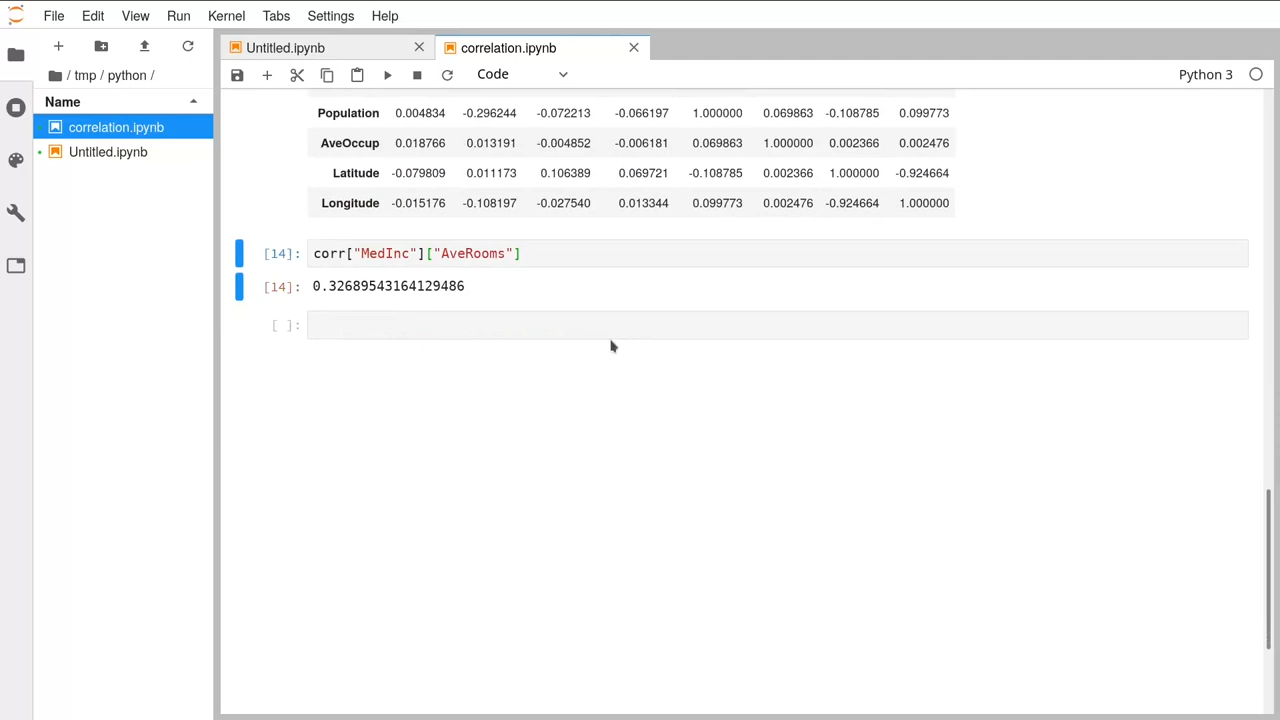 File Edit View Run Kernel Tabs Settings Help
Untitled.ipynb
correlation.ipynb
Code
Python 3
/ tmp / python /
Name
correlation.ipynb
Untitled.ipynb
Population 0.004834 -0.296244 -0.072213 -0.066197 1.000000 0.069863 -0.108785 0.099773
AveOccup 0.018766 0.013191 -0.004852 -0.006181 0.069863 1.000000 0.002366 0.002476
Latitude -0.079809 0.011173 0.106389 0.069721 -0.108785 0.002366 1.000000 -0.924664
Longitude -0.015176 -0.108197 -0.027540 0.013344 0.099773 0.002476 -0.924664 1.000000
[14]: corr["MedInc"]["AveRooms"]
[14]: 0.32689543164129486
[ ]: